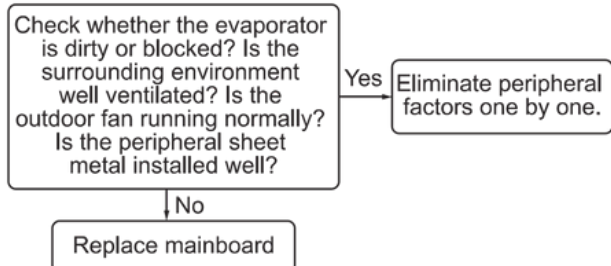 Check whether the evaporator
is dirty or blocked? Is the
surrounding environment
well ventilated? Is the
outdoor fan running normally?
Is the peripheral sheet
metal installed well?
Yes
Eliminate peripheral
factors one by one.
No
Replace mainboard